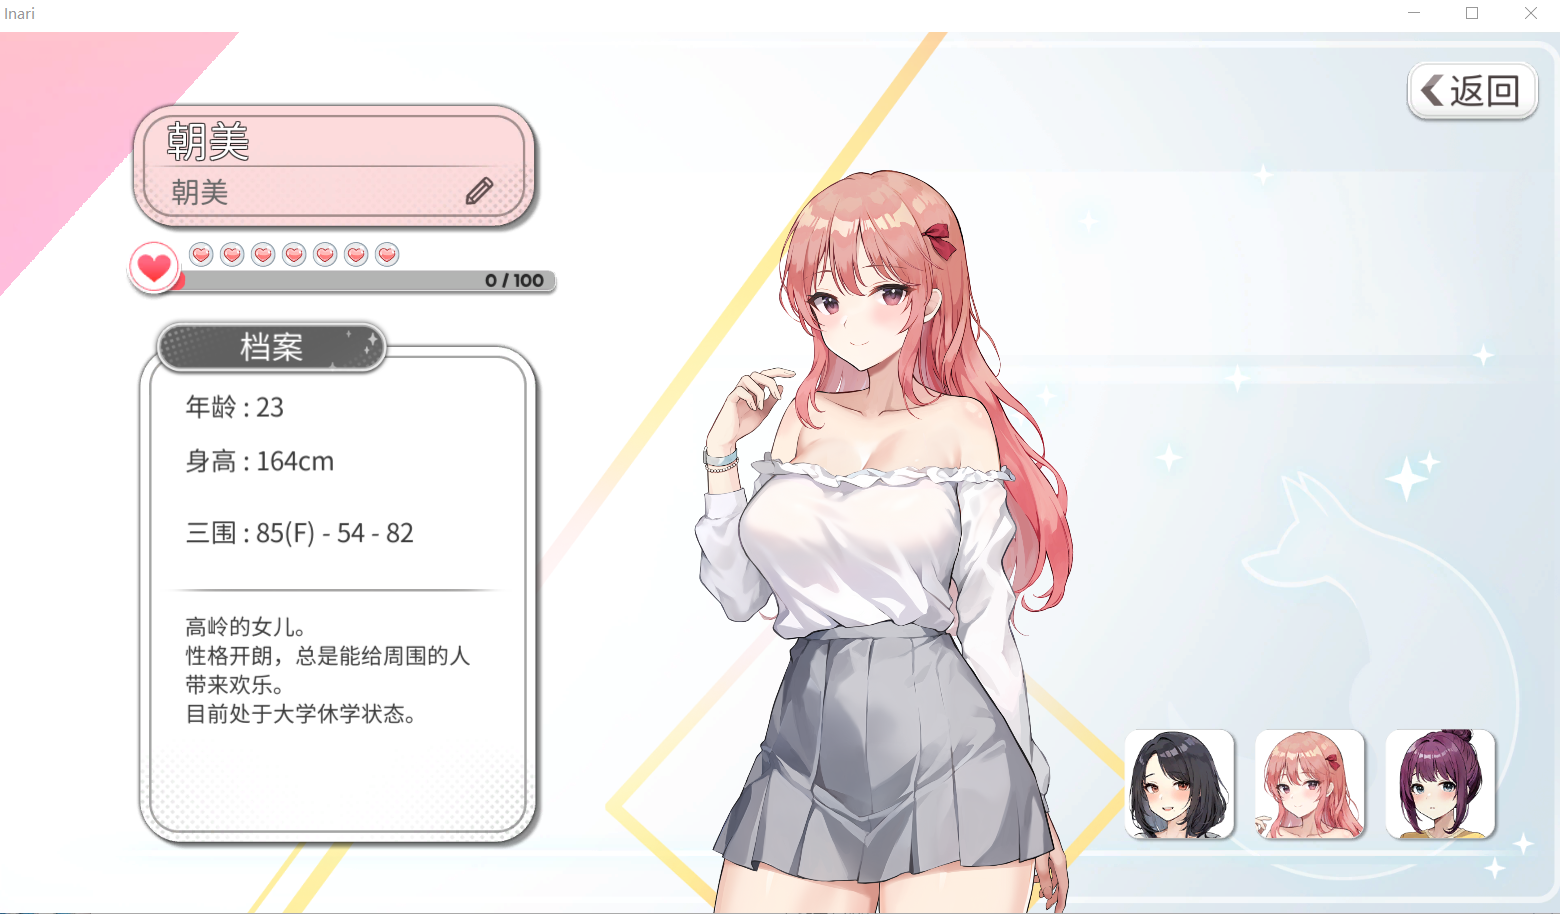 Inari
返回
朝美
朝美
0 / 100
档案
年龄 : 23
身高 : 164cm
三围 : 85(F) - 54 - 82
高岭的女儿。
性格开朗，总是能给周围的人
带来欢乐。
目前处于大学休学状态。